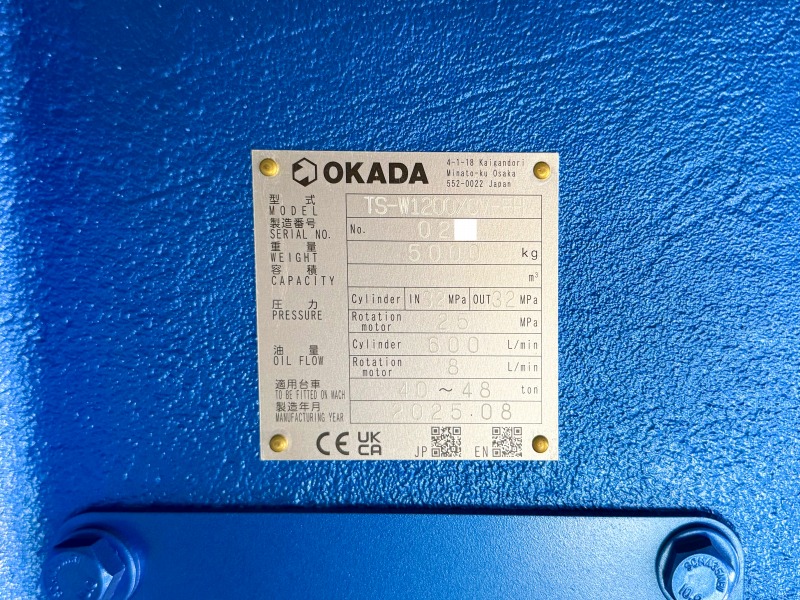 OKADA
4-1-18 Kaigandori
Minato-ku Osaka
552-0022 Japan
型 式
MODEL
製造番号
SERIAL NO. No. 02
重 量
WEIGHT kg
容 積
CAPACITY m³
圧 力
PRESSURE
Cylinder IN 32 MPa OUT 32 MPa
Rotation motor MPa
油 量
OIL FLOW
Cylinder 600 L/min
Rotation motor L/min
適用台車
TO BE FITTED ON MACH 40～48 ton
製造年月
MANUFACTURING YEAR 2025.08
CE UK CA JP EN